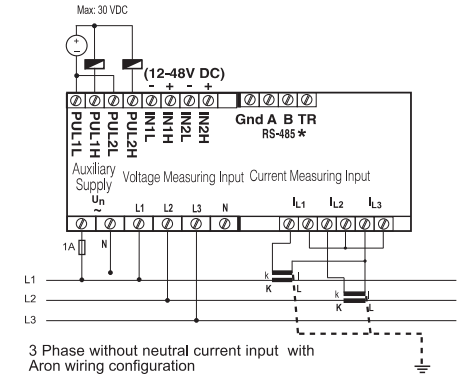 Max: 30 VDC
+
−
(12-48V DC)
− + − +
PUL1L PUL1H PUL2L PUL2H IN1L IN1H IN2L IN2H
Gnd A B TR
RS-485 *
Auxiliary Supply
Voltage Measuring Input
Current Measuring Input
Un
~
L1 L2 L3 N
IL1 IL2 IL3
1A
N
L1
k l
K L
L2
k l
K L
L3
3 Phase without neutral current input with
Aron wiring configuration